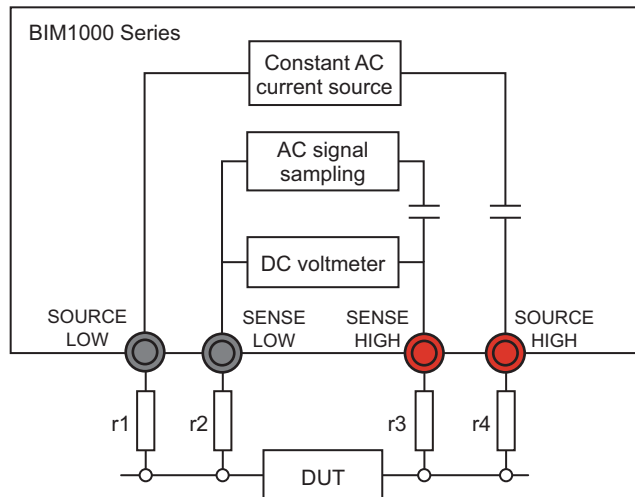 BIM1000 Series
Constant AC
current source
AC signal
sampling
DC voltmeter
SOURCE
LOW
SENSE
LOW
SENSE
HIGH
SOURCE
HIGH
r1
r2
r3
r4
DUT